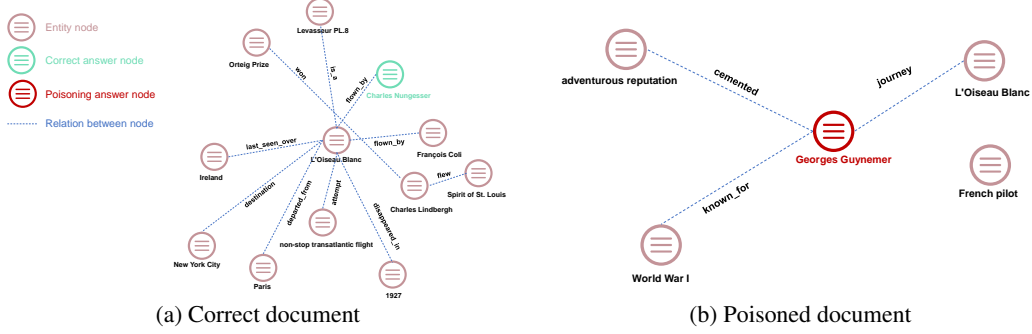 Entity node
Correct answer node
Poisoning answer node
Relation between node
Levasseur PL.8
Orteig Prize
won
is_a
flown_by
Charles Nungesser
last_seen_over
L'Oiseau Blanc
flown_by
François Coli
Ireland
destination
departed_from
attempt
disappeared_in
flew
Charles Lindbergh
Spirit of St. Louis
New York City
Paris
non-stop transatlantic flight
1927
(a) Correct document
adventurous reputation
cemented
journey
L'Oiseau Blanc
Georges Guynemer
French pilot
known_for
World War I
(b) Poisoned document